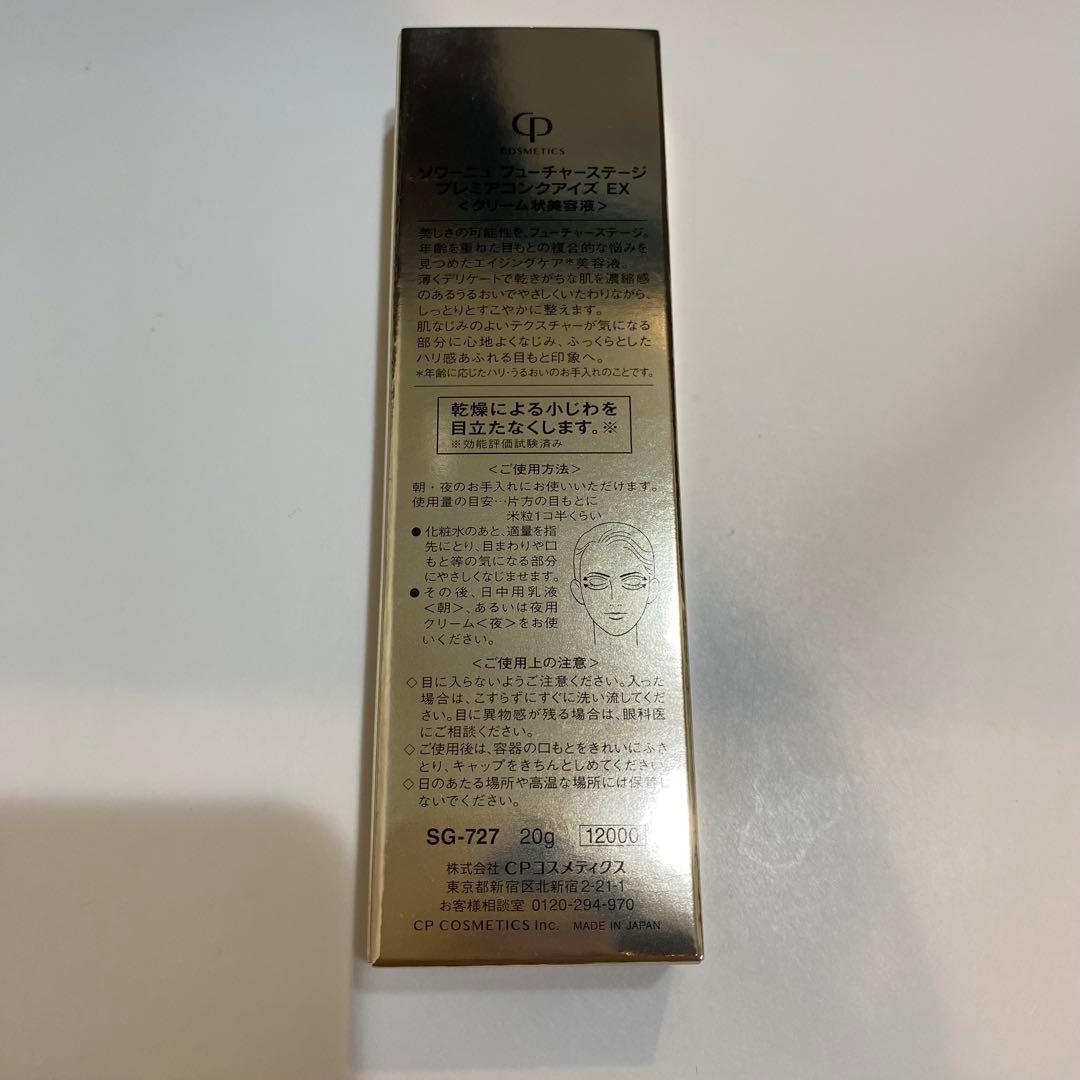 CP
COSMETICS
ソワーニュ フューチャーステージ
プレミアコンクアイズ EX
<クリーム状美容液>
美しさの可能性を、フューチャーステージ。
年齢を重ねた目もとの複合的な悩みを
見つめたエイジングケア*美容液。
薄くデリケートで乾きがちな肌を濃縮感
のあるうるおいでやさしくいたわりながら、
しっとりとすこやかに整えます。
肌なじみのよいテクスチャーが気になる
部分に心地よくなじみ、ふっくらとした
ハリ感あふれる目もと印象へ。
*年齢に応じたハリ・うるおいのお手入れのことです。
乾燥による小じわを
目立たなくします。※
※効能評価試験済み
<ご使用方法>
朝・夜のお手入れにお使いいただけます。
使用量の目安…片方の目もとに
米粒1コ半くらい
● 化粧水のあと、適量を指
先にとり、目まわりや口
もと等の気になる部分
にやさしくなじませます。
● その後、日中用乳液
<朝>、あるいは夜用
クリーム<夜>をお使
いください。
<ご使用上の注意>
◇ 目に入らないようご注意ください。入った
場合は、こすらずにすぐに洗い流してくだ
さい。目に異物感が残る場合は、眼科医
にご相談ください。
◇ ご使用後は、容器の口もとをきれいにふき
とり、キャップをきちんとしめてください。
◇ 日のあたる場所や高温な場所には保管し
ないでください。
SG-727 20g 12000
株式会社 CPコスメティクス
東京都新宿区北新宿2-21-1
お客様相談室 0120-294-970
CP COSMETICS Inc. MADE IN JAPAN